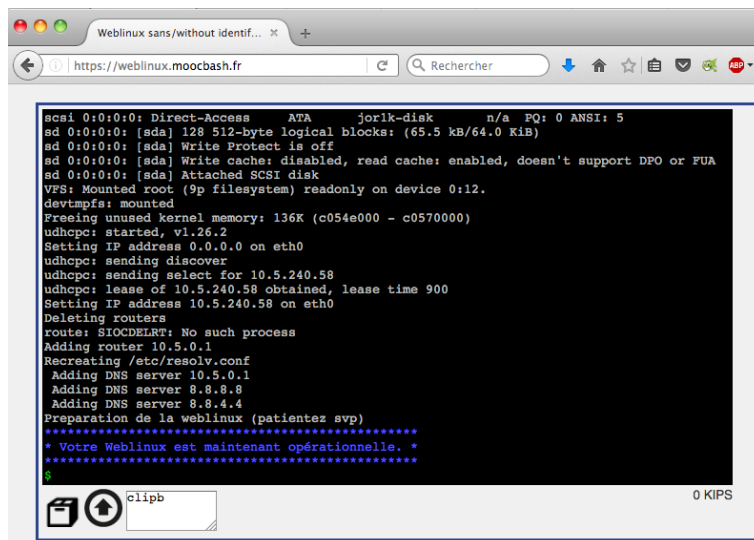 Weblinux sans/without identif...
https://weblinux.moocbash.fr
Rechercher
ABP
scsi 0:0:0:0: Direct-Access     ATA      jor1k-disk       n/a  PQ: 0 ANSI: 5
sd 0:0:0:0: [sda] 128 512-byte logical blocks: (65.5 kB/64.0 KiB)
sd 0:0:0:0: [sda] Write Protect is off
sd 0:0:0:0: [sda] Write cache: disabled, read cache: enabled, doesn't support DPO or FUA
sd 0:0:0:0: [sda] Attached SCSI disk
VFS: Mounted root (9p filesystem) readonly on device 0:12.
devtmpfs: mounted
Freeing unused kernel memory: 136K (c054e000 - c0570000)
udhcpc: started, v1.26.2
Setting IP address 0.0.0.0 on eth0
udhcpc: sending discover
udhcpc: sending select for 10.5.240.58
udhcpc: lease of 10.5.240.58 obtained, lease time 900
Setting IP address 10.5.240.58 on eth0
Deleting routers
route: SIOCDELRT: No such process
Adding router 10.5.0.1
Recreating /etc/resolv.conf
 Adding DNS server 10.5.0.1
 Adding DNS server 8.8.8.8
 Adding DNS server 8.8.4.4
Preparation de la weblinux (patientez svp)
*************************************************
* Votre Weblinux est maintenant opérationnelle. *
*************************************************
$
clipb
0 KIPS